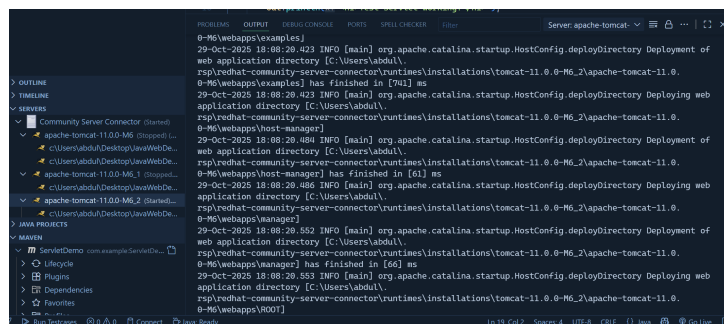 PROBLEMS OUTPUT DEBUG CONSOLE PORTS SPELL CHECKER Filter Server: apache-tomcat-
0-M6\webapps\examples]
29-Oct-2025 18:08:20.423 INFO [main] org.apache.catalina.startup.HostConfig.deployDirectory Deployment of
web application directory [C:\Users\abdul\.
rsp\redhat-community-server-connector\runtimes\installations\tomcat-11.0.0-M6_2\apache-tomcat-11.0.
0-M6\webapps\examples] has finished in [741] ms
29-Oct-2025 18:08:20.423 INFO [main] org.apache.catalina.startup.HostConfig.deployDirectory Deploying web
application directory [C:\Users\abdul\.
rsp\redhat-community-server-connector\runtimes\installations\tomcat-11.0.0-M6_2\apache-tomcat-11.0.
0-M6\webapps\host-manager]
29-Oct-2025 18:08:20.484 INFO [main] org.apache.catalina.startup.HostConfig.deployDirectory Deployment of
web application directory [C:\Users\abdul\.
rsp\redhat-community-server-connector\runtimes\installations\tomcat-11.0.0-M6_2\apache-tomcat-11.0.
0-M6\webapps\host-manager] has finished in [61] ms
29-Oct-2025 18:08:20.486 INFO [main] org.apache.catalina.startup.HostConfig.deployDirectory Deploying web
application directory [C:\Users\abdul\.
rsp\redhat-community-server-connector\runtimes\installations\tomcat-11.0.0-M6_2\apache-tomcat-11.0.
0-M6\webapps\manager]
29-Oct-2025 18:08:20.552 INFO [main] org.apache.catalina.startup.HostConfig.deployDirectory Deployment of
web application directory [C:\Users\abdul\.
rsp\redhat-community-server-connector\runtimes\installations\tomcat-11.0.0-M6_2\apache-tomcat-11.0.
0-M6\webapps\manager] has finished in [66] ms
29-Oct-2025 18:08:20.553 INFO [main] org.apache.catalina.startup.HostConfig.deployDirectory Deploying web
application directory [C:\Users\abdul\.
rsp\redhat-community-server-connector\runtimes\installations\tomcat-11.0.0-M6_2\apache-tomcat-11.0.
0-M6\webapps\ROOT]
OUTLINE
TIMELINE
SERVERS
Community Server Connector (Started)
apache-tomcat-11.0.0-M6 (Stopped) (...
c:\Users\abdul\Desktop\JavaWebDe...
apache-tomcat-11.0.0-M6_1 (Stopped...
c:\Users\abdul\Desktop\JavaWebDe...
apache-tomcat-11.0.0-M6_2 (Started)...
c:\Users\abdul\Desktop\JavaWebDe...
JAVA PROJECTS
MAVEN
ServletDemo com.example:ServletDe...
Lifecycle
Plugins
Dependencies
Favorites
Run Testcases 0 0 Connect Java: Ready Ln 19, Col 2 Spaces: 4 UTF-8 CRLF {} Java Go Live